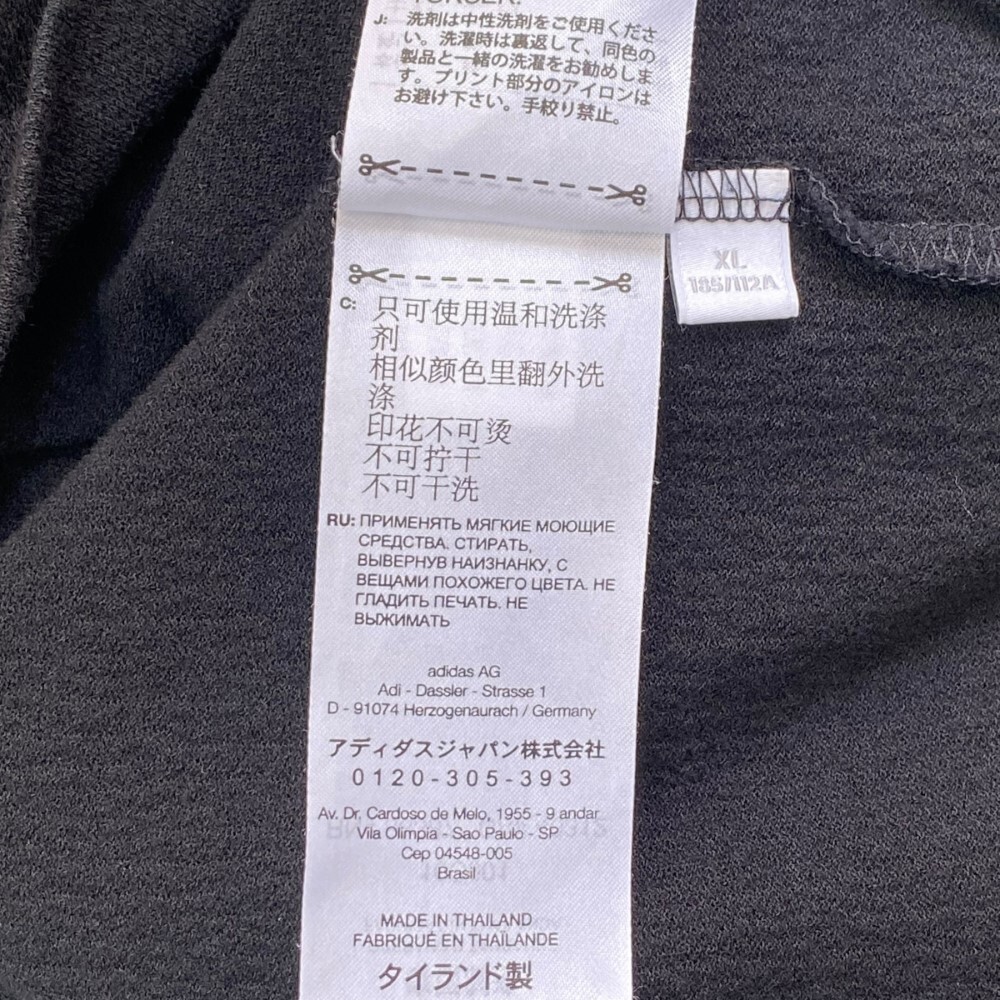 TORCER.
J: 洗剤は中性洗剤をご使用くださ
い。洗濯時は裏返して、同色の
製品と一緒の洗濯をお勧めしま
す。プリント部分のアイロンは
お避け下さい。手絞り禁止。
XL
185/112A
C: 只可使用温和洗涤
剂
相似颜色里翻外洗
涤
印花不可烫
不可拧干
不可干洗
RU: ПРИМЕНЯТЬ МЯГКИЕ МОЮЩИЕ
СРЕДСТВА. СТИРАТЬ,
ВЫВЕРНУВ НАИЗНАНКУ, С
ВЕЩАМИ ПОХОЖЕГО ЦВЕТА. НЕ
ГЛАДИТЬ ПЕЧАТЬ. НЕ
ВЫЖИМАТЬ
adidas AG
Adi - Dassler - Strasse 1
D - 91074 Herzogenaurach / Germany
アディダスジャパン株式会社
0120-305-393
Av. Dr. Cardoso de Melo, 1955 - 9 andar
Vila Olimpia - Sao Paulo - SP
Cep 04548-005
Brasil
MADE IN THAILAND
FABRIQUÉ EN THAÏLANDE
タイランド製